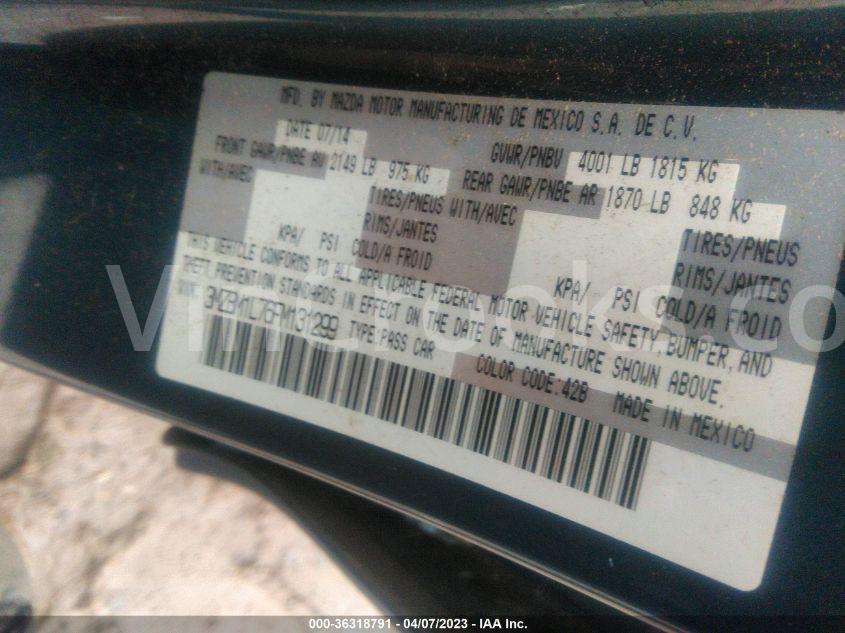 MFD. BY MAZDA MOTOR MANUFACTURING DE MEXICO S.A. DE C.V.
DATE 07/14 GVWR/PNBV 4001 LB 1815 KG
FRONT GAWR/PNBE AV 2149 LB 975 KG REAR GAWR/PNBE AR 1870 LB 848 KG
WITH/AVEC TIRES/PNEUS WITH/AVEC TIRES/PNEUS
RIMS/JANTES RIMS/JANTES
KPA/ PSI COLD/A FROID KPA/ PSI COLD/A FROID
THIS VEHICLE CONFORMS TO ALL APPLICABLE FEDERAL MOTOR VEHICLE SAFETY, BUMPER, AND
THEFT PREVENTION STANDARDS IN EFFECT ON THE DATE OF MANUFACTURE SHOWN ABOVE.
3MZBM1L76FM131299 TYPE:PASS CAR COLOR CODE:42B MADE IN MEXICO
000-36318791 - 04/07/2023 - IAA Inc.